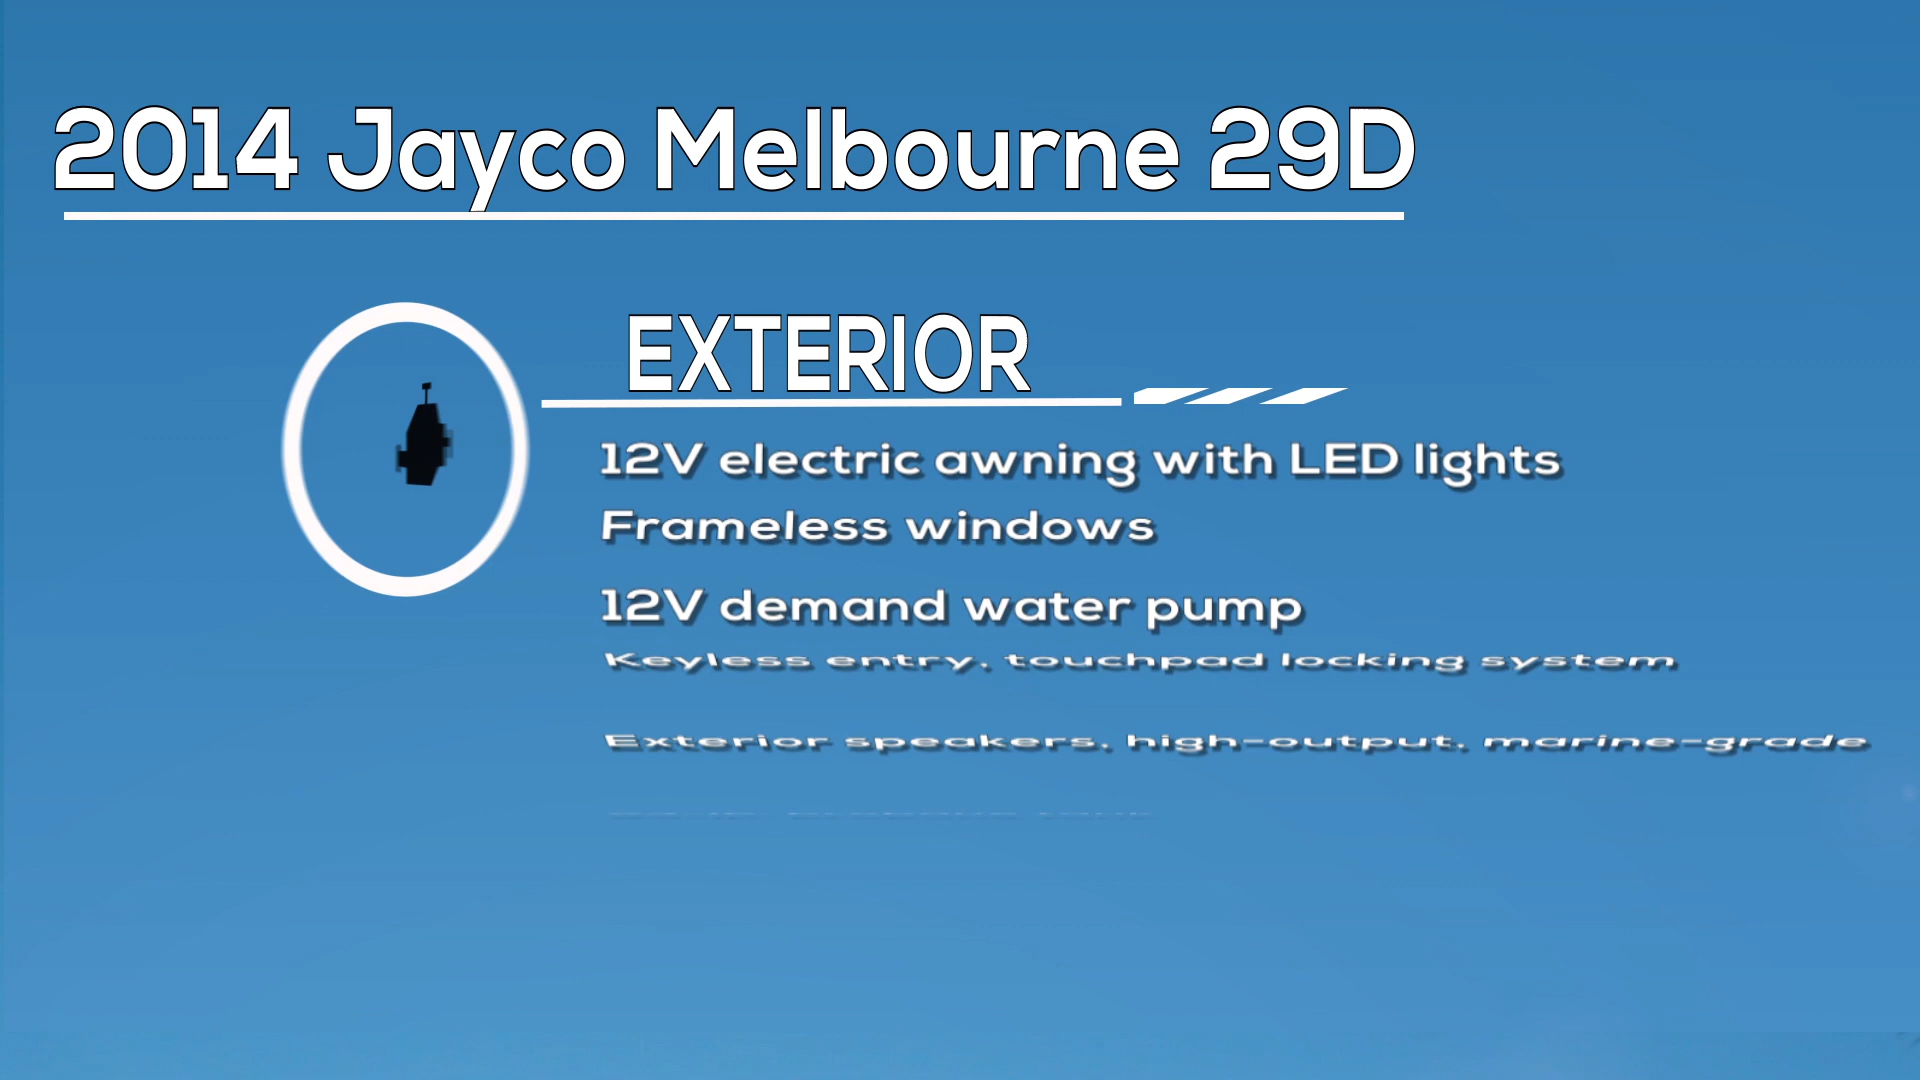 2014 Jayco Melbourne 29D
EXTERIOR
12V electric awning with LED lights
Frameless windows
12V demand water pump
Keyless entry, touchpad locking system
Exterior speakers, high-output, marine-grade